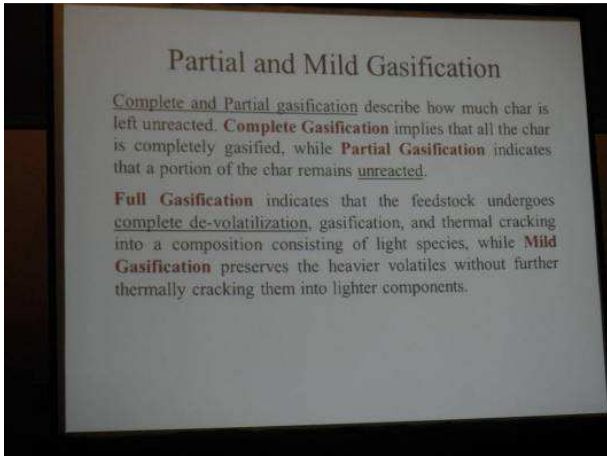 Partial and Mild Gasification
Complete and Partial gasification describe how much char is
left unreacted. Complete Gasification implies that all the char
is completely gasified, while Partial Gasification indicates
that a portion of the char remains unreacted.
Full Gasification indicates that the feedstock undergoes
complete de-volatilization, gasification, and thermal cracking
into a composition consisting of light species, while Mild
Gasification preserves the heavier volatiles without further
thermally cracking them into lighter components.